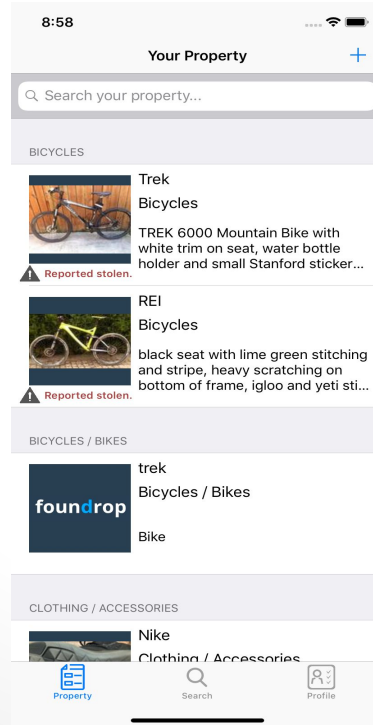 8:58
Your Property
Search your property...
BICYCLES
Trek
Bicycles
TREK 6000 Mountain Bike with
white trim on seat, water bottle
holder and small Stanford sticker...
Reported stolen.
REI
Bicycles
black seat with lime green stitching
and stripe, heavy scratching on
bottom of frame, igloo and yeti sti...
Reported stolen.
BICYCLES / BIKES
foundrop
trek
Bicycles / Bikes
Bike
CLOTHING / ACCESSORIES
Nike
Clothing / Accessories
Property
Search
Profile